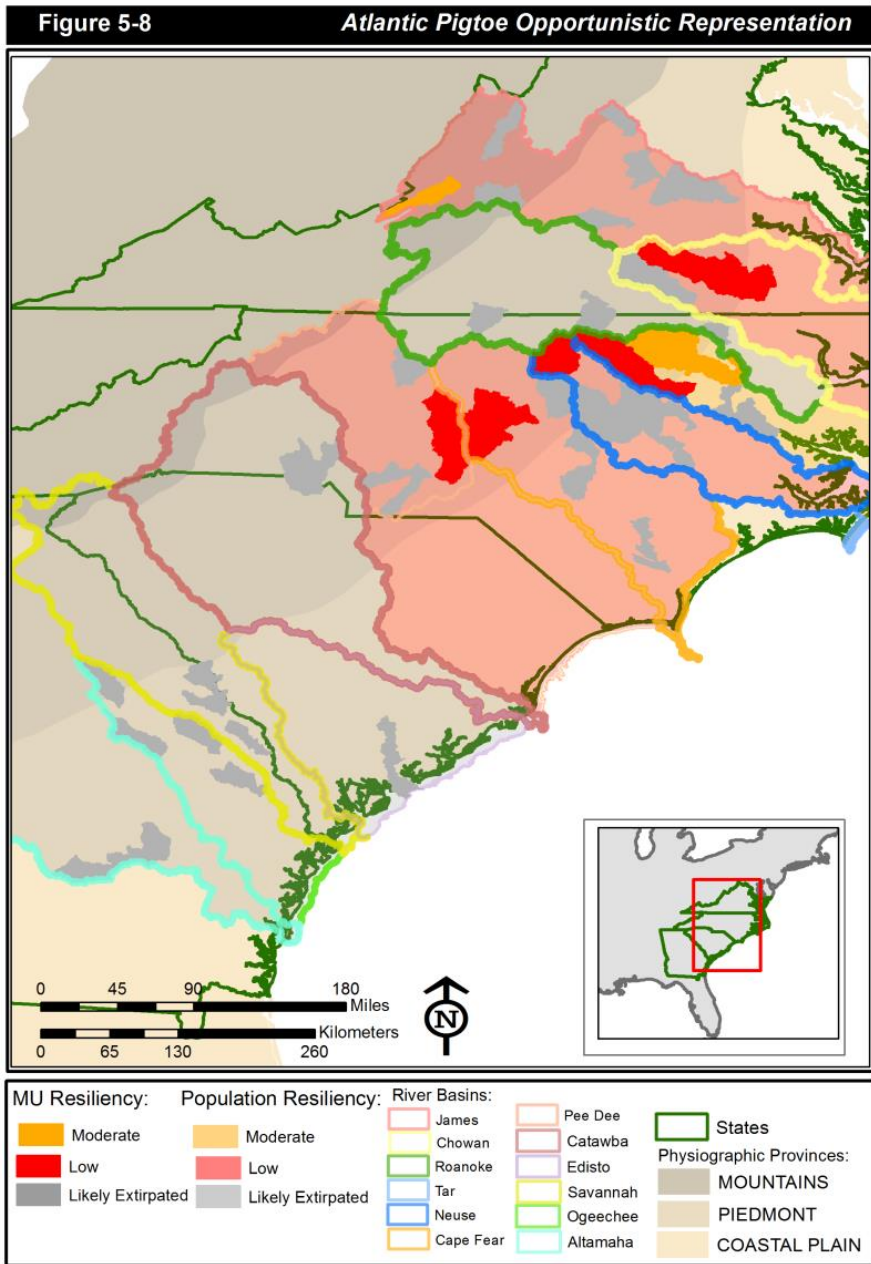 Figure 5-8 Atlantic Pigtoe Opportunistic Representation
0 45 90 180
Miles
Kilometers
0 65 130 260
N
MU Resiliency: Population Resiliency: River Basins:
Moderate Moderate James Pee Dee States
Low Low Chowan Catawba Physiographic Provinces:
Likely Extirpated Likely Extirpated Roanoke Edisto MOUNTAINS
Tar Savannah PIEDMONT
Neuse Ogeechee COASTAL PLAIN
Cape Fear Altamaha